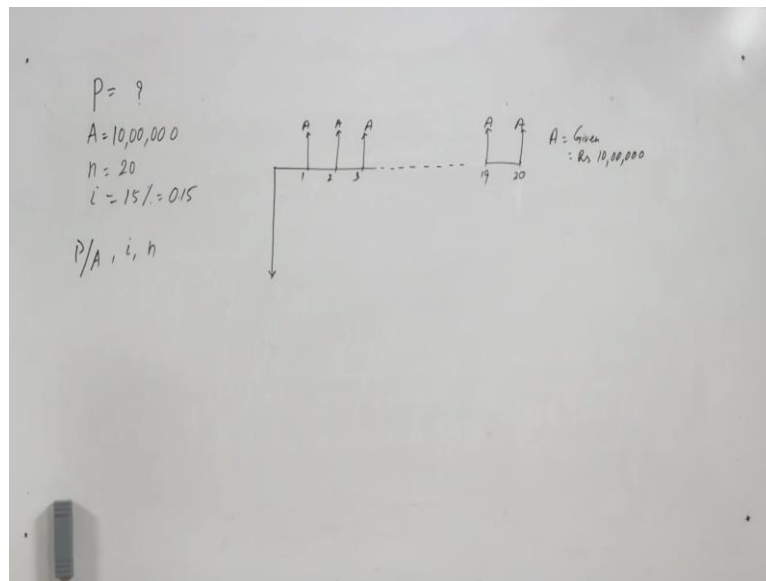 P = ?
A = 10,00,000
n = 20
i = 15% = 0.15
P/A, i, n
A A A A A
1 2 3 19 20
A = Given
= Rs 10,00,000